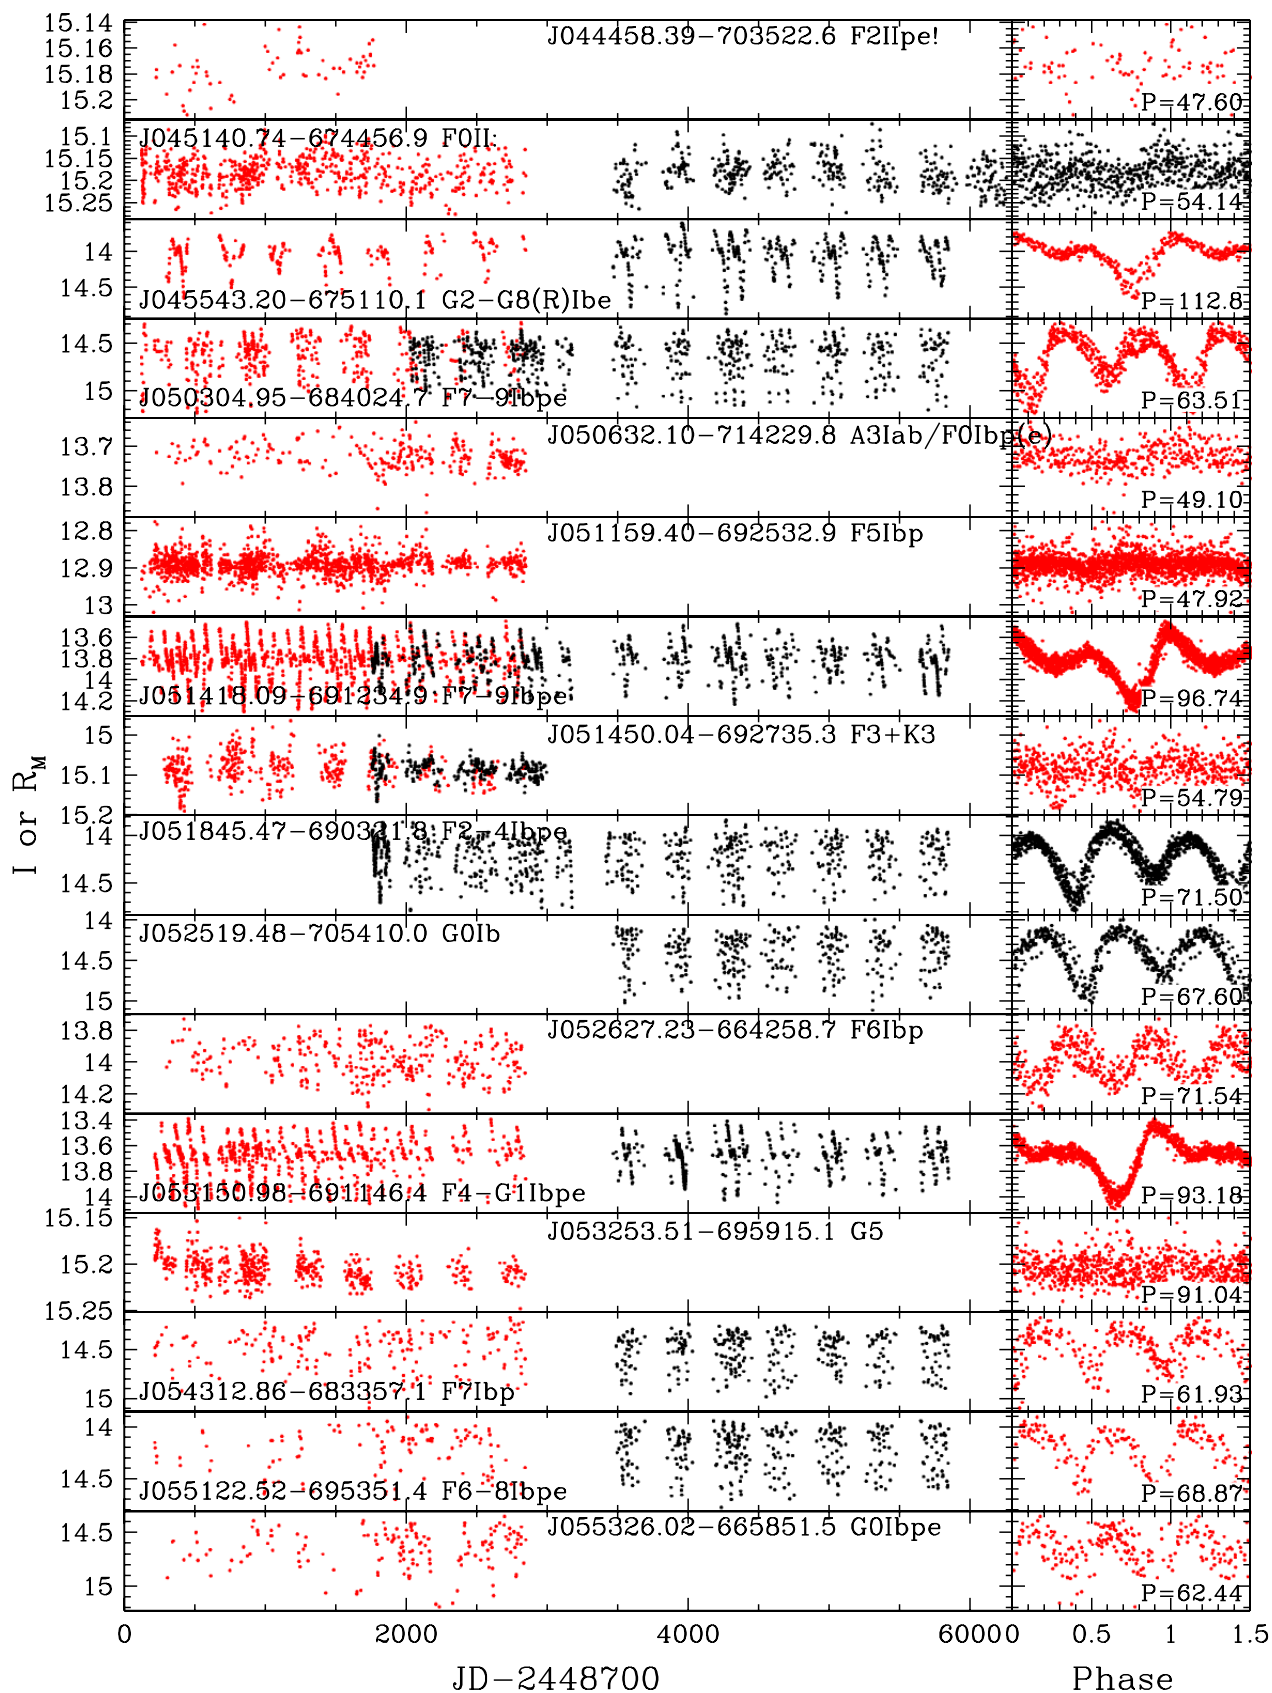 I or R_M
15.14
15.16
15.18
15.2
J044458.39−703522.6 F2IIpe!
P=47.60
15.1
15.15
15.2
15.25
J045140.74−674456.9 F0II:
P=54.14
14
14.5
J045543.20−675110.1 G2−G8(R)Ibe
P=112.8
14.5
15
J050304.95−684024.7 F7−9Ibpe
P=63.51
13.7
13.8
J050632.10−714229.8 A3Iab/F0Ibp(e)
P=49.10
12.8
12.9
13
J051159.40−692532.9 F5Ibp
P=47.92
13.6
13.8
14
14.2
J051418.09−691234.9 F7−9Ibpe
P=96.74
15
15.1
15.2
J051450.04−692735.3 F3+K3
P=54.79
14
14.5
J051845.47−690321.8 F2−4Ibpe
P=71.50
14
14.5
15
J052519.48−705410.0 G0Ib
P=67.60
13.8
14
14.2
J052627.23−664258.7 F6Ibp
P=71.54
13.4
13.6
13.8
14
J053150.98−691146.4 F4−G1Ibpe
P=93.18
15.15
15.2
15.25
J053253.51−695915.1 G5
P=91.04
14.5
15
J054312.86−683357.1 F7Ibp
P=61.93
14
14.5
J055122.52−695351.4 F6−8Ibpe
P=68.87
14.5
15
J055326.02−665851.5 G0Ibpe
P=62.44
0 2000 4000 6000 0 0.5 1 1.5
JD−2448700 Phase